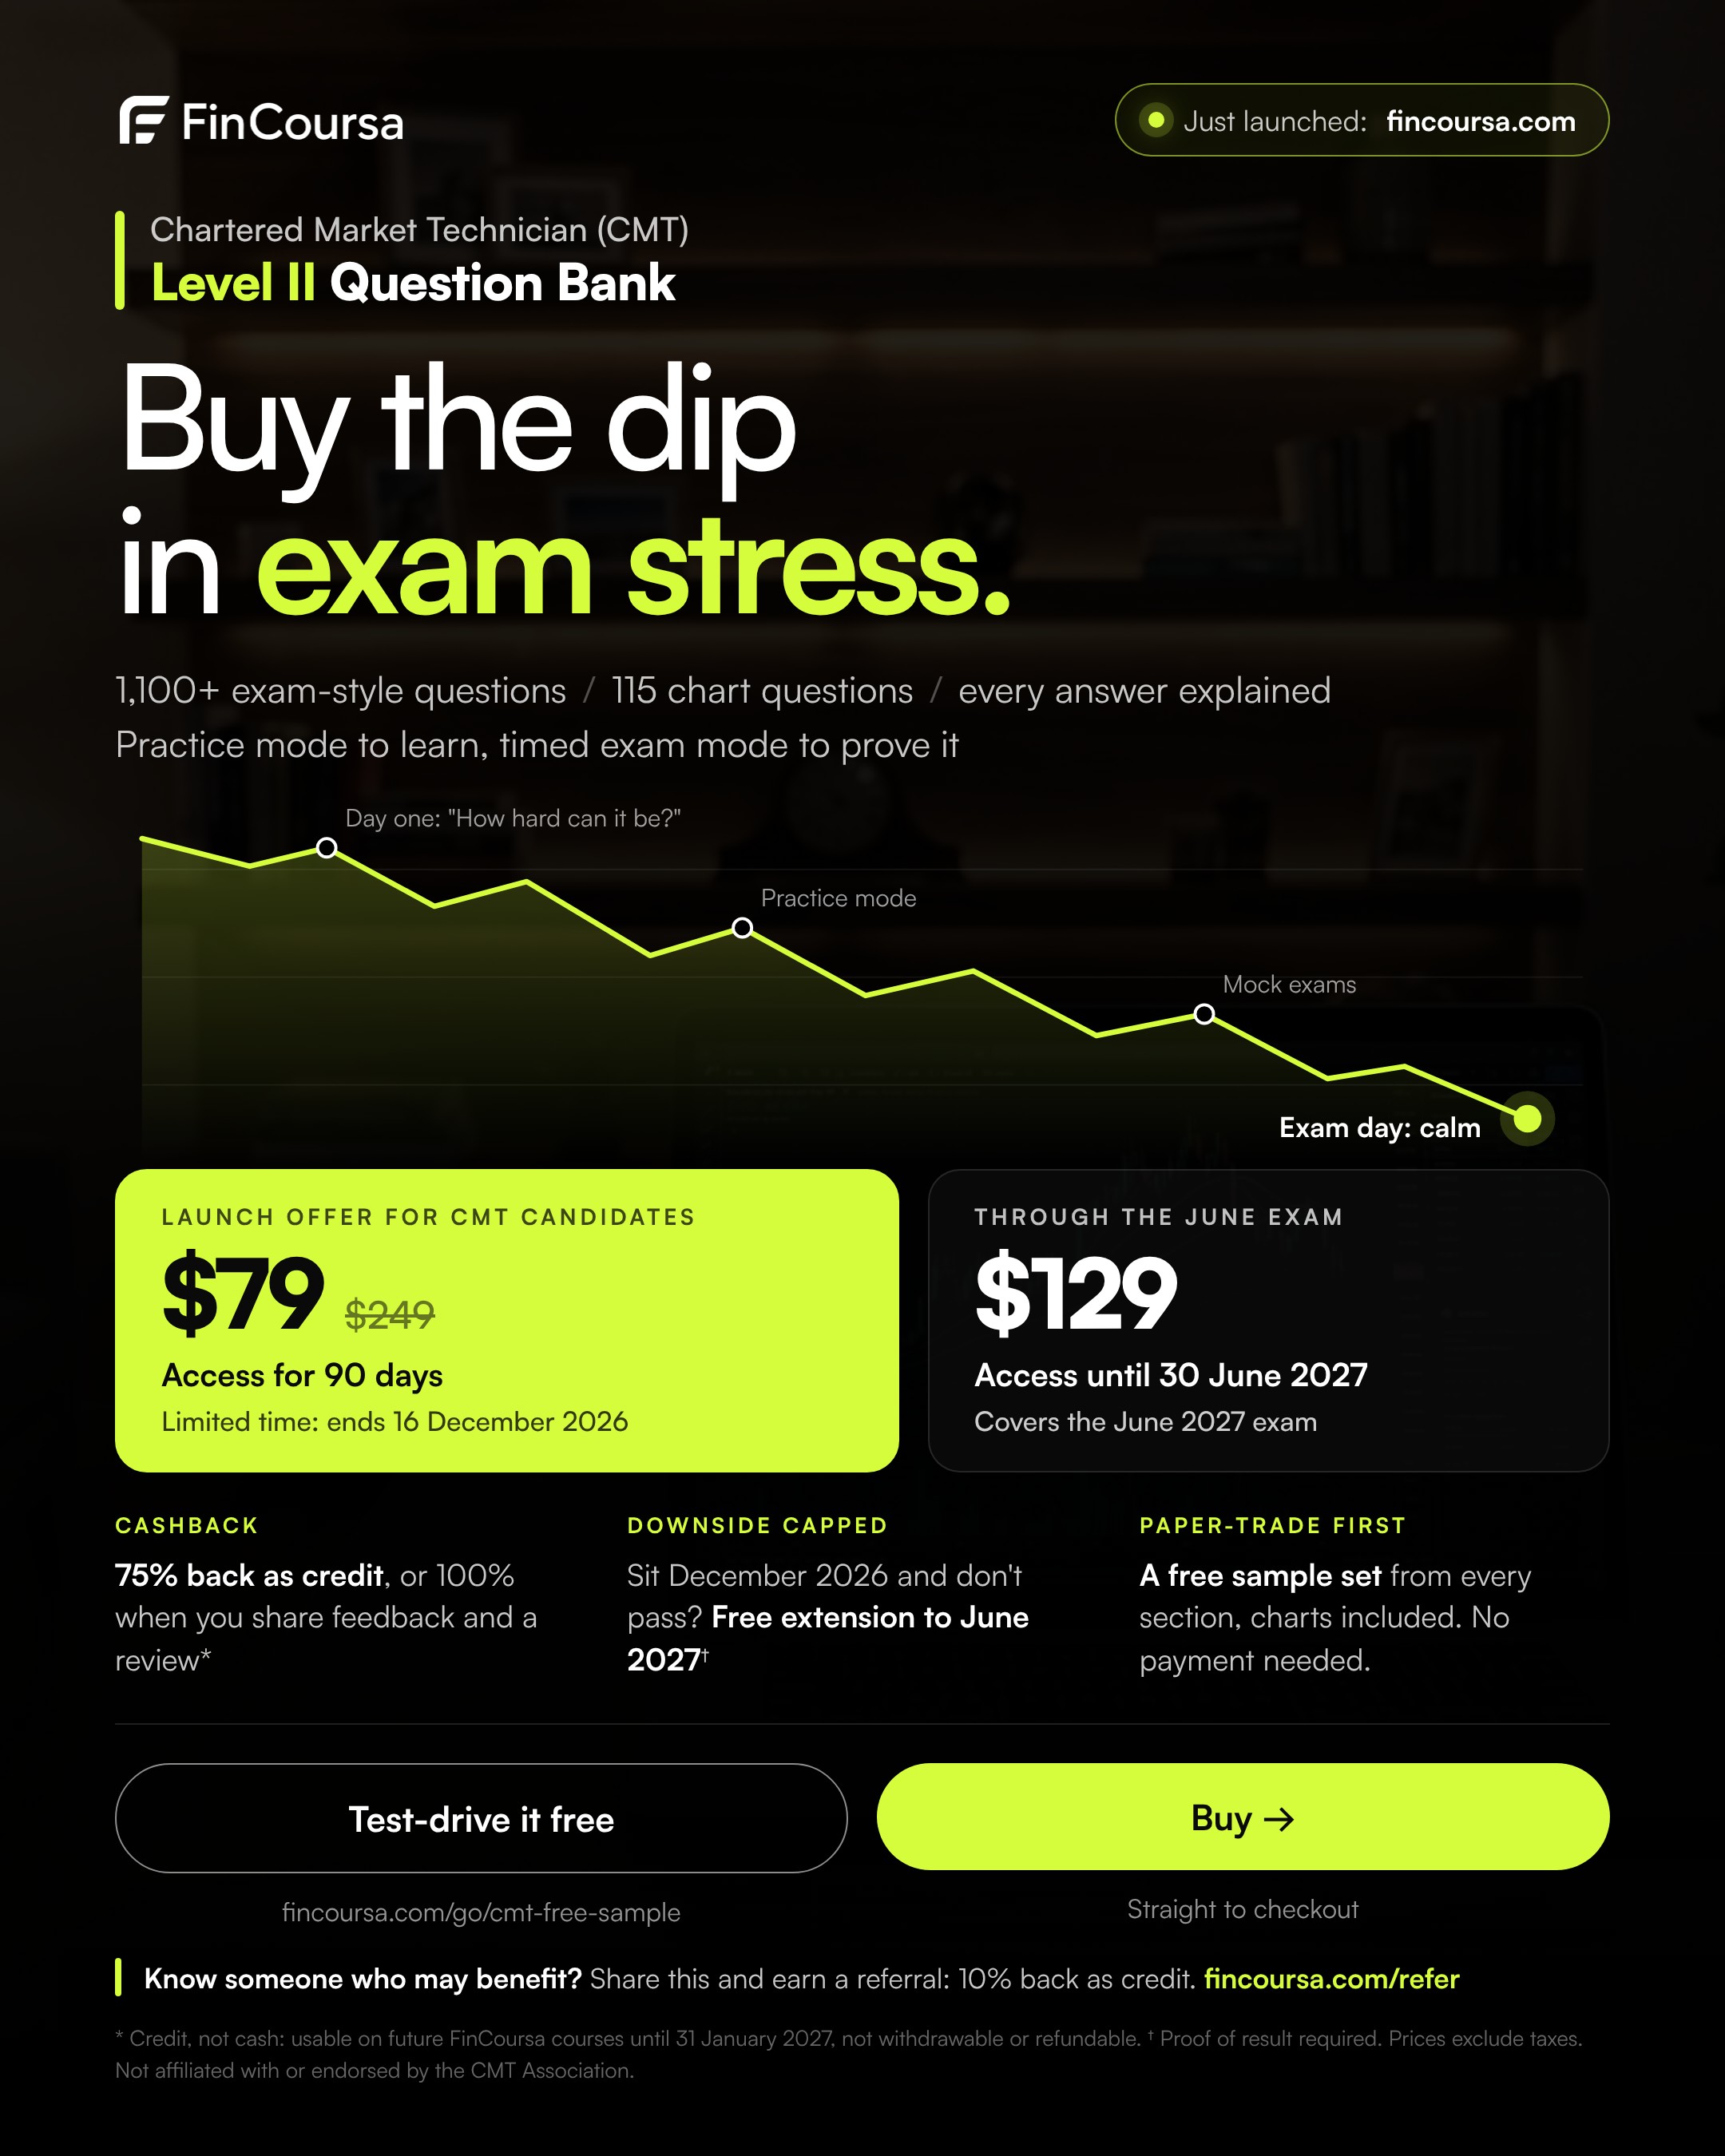 FinCoursa
Just launched: fincoursa.com
Chartered Market Technician (CMT)
Level II Question Bank
Buy the dip
in exam stress.
1,100+ exam-style questions / 115 chart questions / every answer explained
Practice mode to learn, timed exam mode to prove it
Day one: "How hard can it be?"
Practice mode
Mock exams
Exam day: calm
LAUNCH OFFER FOR CMT CANDIDATES
$79 $249
Access for 90 days
Limited time: ends 16 December 2026
THROUGH THE JUNE EXAM
$129
Access until 30 June 2027
Covers the June 2027 exam
CASHBACK
75% back as credit, or 100%
when you share feedback and a
review*
DOWNSIDE CAPPED
Sit December 2026 and don't
pass? Free extension to June
2027†
PAPER-TRADE FIRST
A free sample set from every
section, charts included. No
payment needed.
Test-drive it free
fincoursa.com/go/cmt-free-sample
Buy →
Straight to checkout
Know someone who may benefit? Share this and earn a referral: 10% back as credit. fincoursa.com/refer
* Credit, not cash: usable on future FinCoursa courses until 31 January 2027, not withdrawable or refundable. † Proof of result required. Prices exclude taxes.
Not affiliated with or endorsed by the CMT Association.